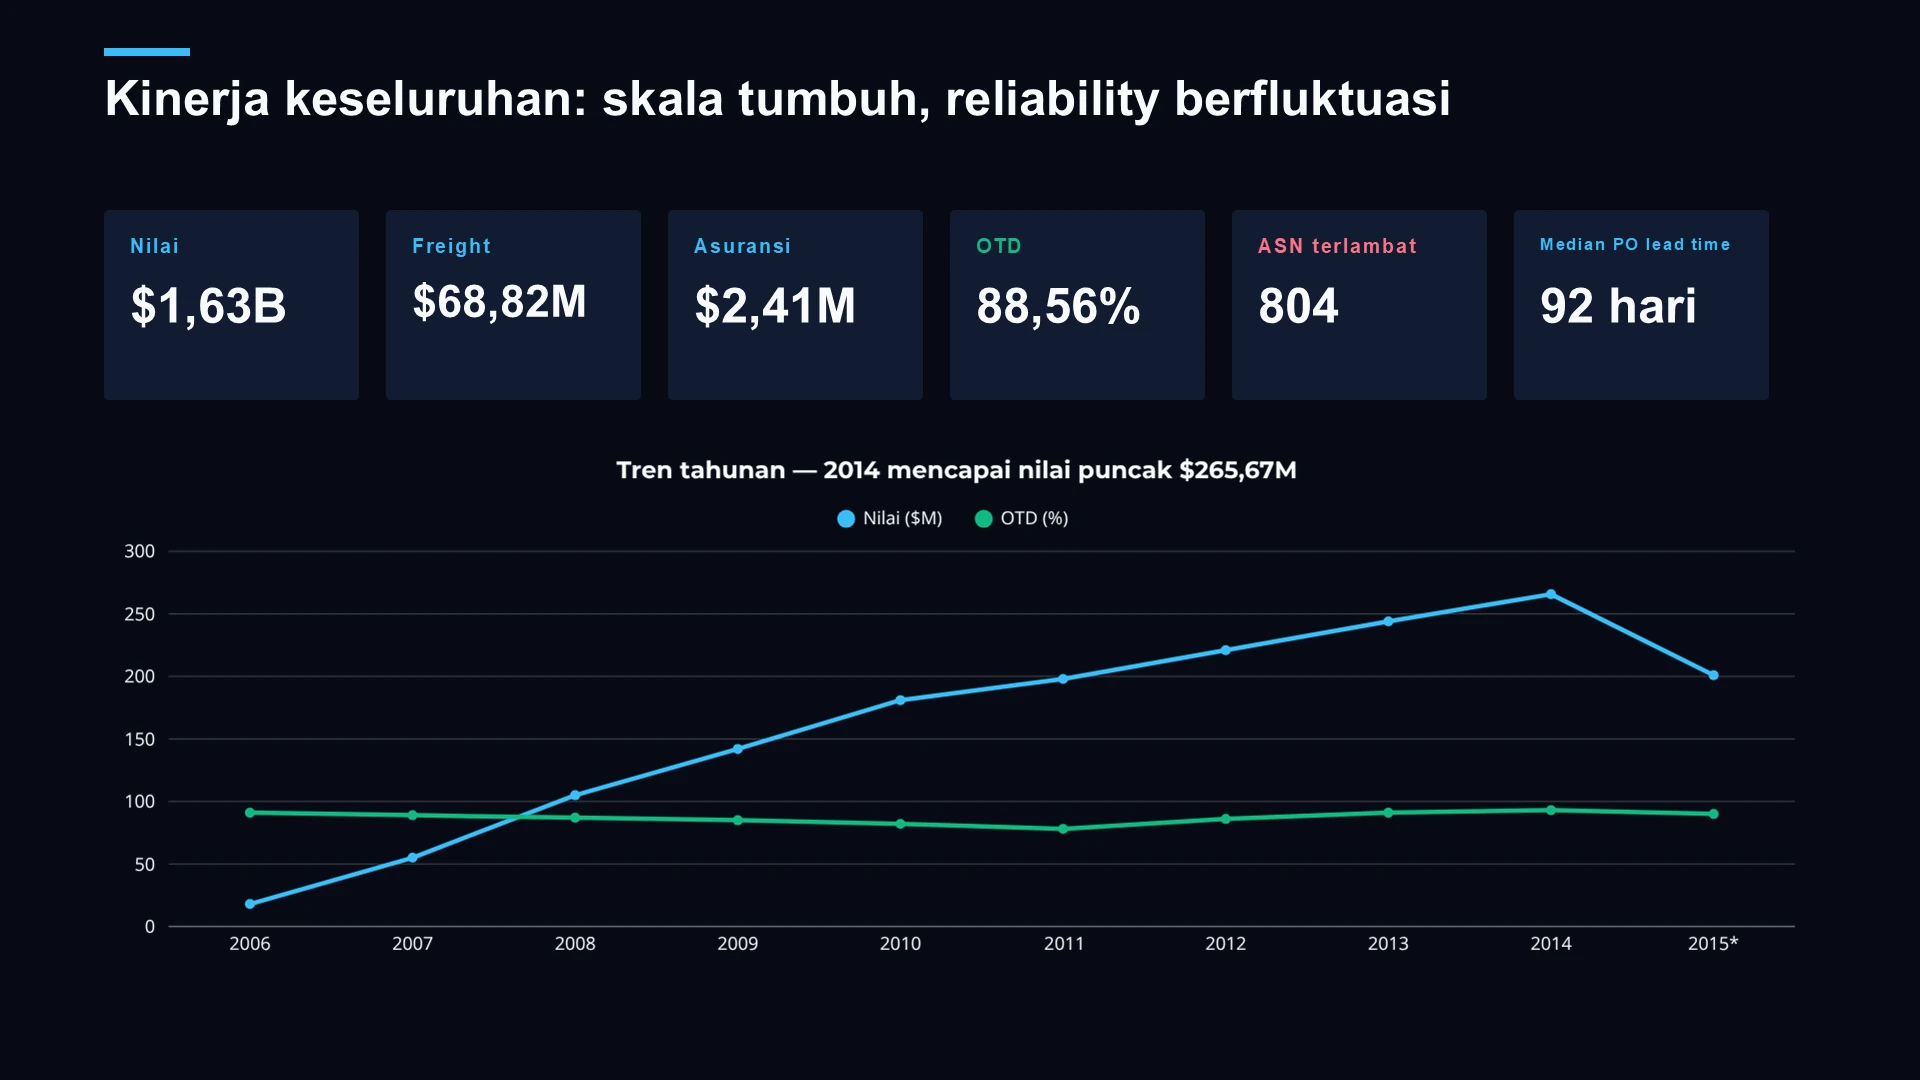 Kinerja keseluruhan: skala tumbuh, reliability berfluktuasi
Nilai
$1,63B
Freight
$68,82M
Asuransi
$2,41M
OTD
88,56%
ASN terlambat
804
Median PO lead time
92 hari
Tren tahunan — 2014 mencapai nilai puncak $265,67M
Nilai ($M) OTD (%)
300
250
200
150
100
50
0
2006 2007 2008 2009 2010 2011 2012 2013 2014 2015*